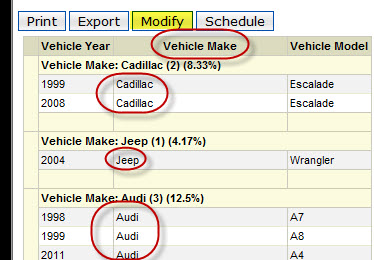 Print Export Modify Schedule
Vehicle Year Vehicle Make Vehicle Model
Vehicle Make: Cadillac (2) (8.33%)
1999 Cadillac Escalade
2008 Cadillac Escalade
Vehicle Make: Jeep (1) (4.17%)
2004 Jeep Wrangler
Vehicle Make: Audi (3) (12.5%)
1998 Audi A7
1999 Audi A8
2011 Audi A4